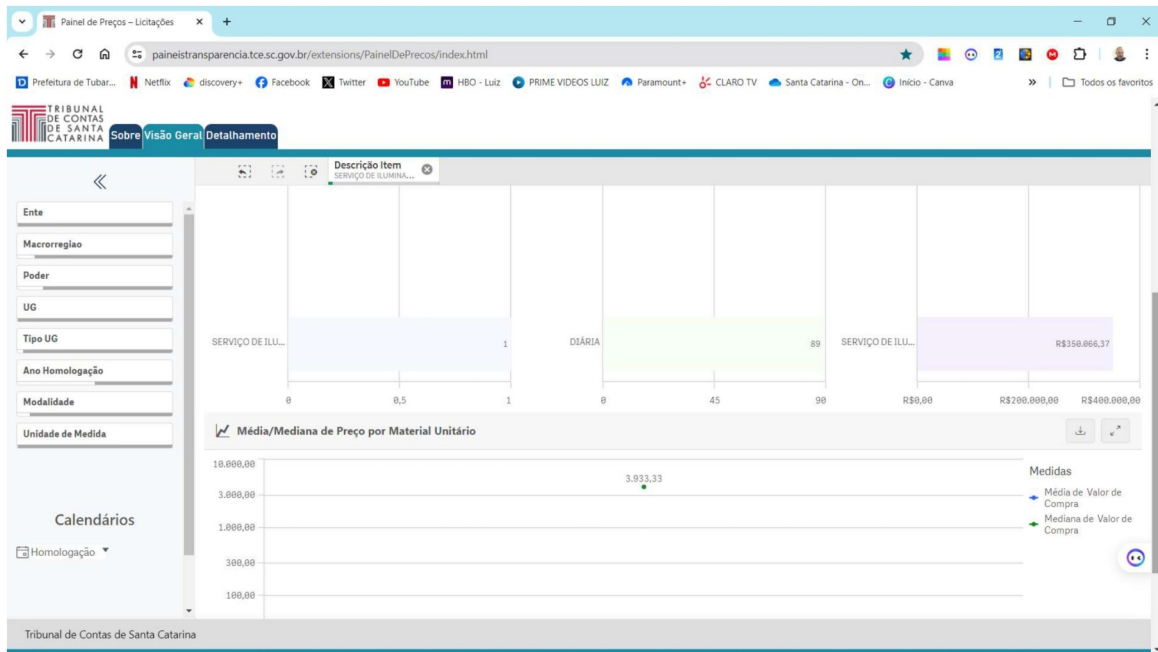 Painel de Preços – Licitações
paineistransparencia.tce.sc.gov.br/extensions/PainelDePrecos/index.html
Prefeitura de Tubar... Netflix discovery+ Facebook Twitter YouTube HBO - Luiz PRIME VIDEOS LUIZ Paramount+ CLARO TV Santa Catarina - On... Início - Canva » Todos os favoritos
TRIBUNAL
DE CONTAS
DE SANTA
CATARINA
Sobre Visão Geral Detalhamento
Descrição Item
SERVIÇO DE ILUMINA...
Ente
Macrorregiao
Poder
UG
Tipo UG
Ano Homologação
Modalidade
Unidade de Medida
Calendários
Homologação
SERVIÇO DE ILU... 1 DIÁRIA 89 SERVIÇO DE ILU... R$350.066,37
0 0,5 1 0 45 90 R$0,00 R$200.000,00 R$400.000,00
Média/Mediana de Preço por Material Unitário
10.000,00
3.933,33
3.000,00
1.000,00
300,00
100,00
Medidas
Média de Valor de
Compra
Mediana de Valor de
Compra
Tribunal de Contas de Santa Catarina